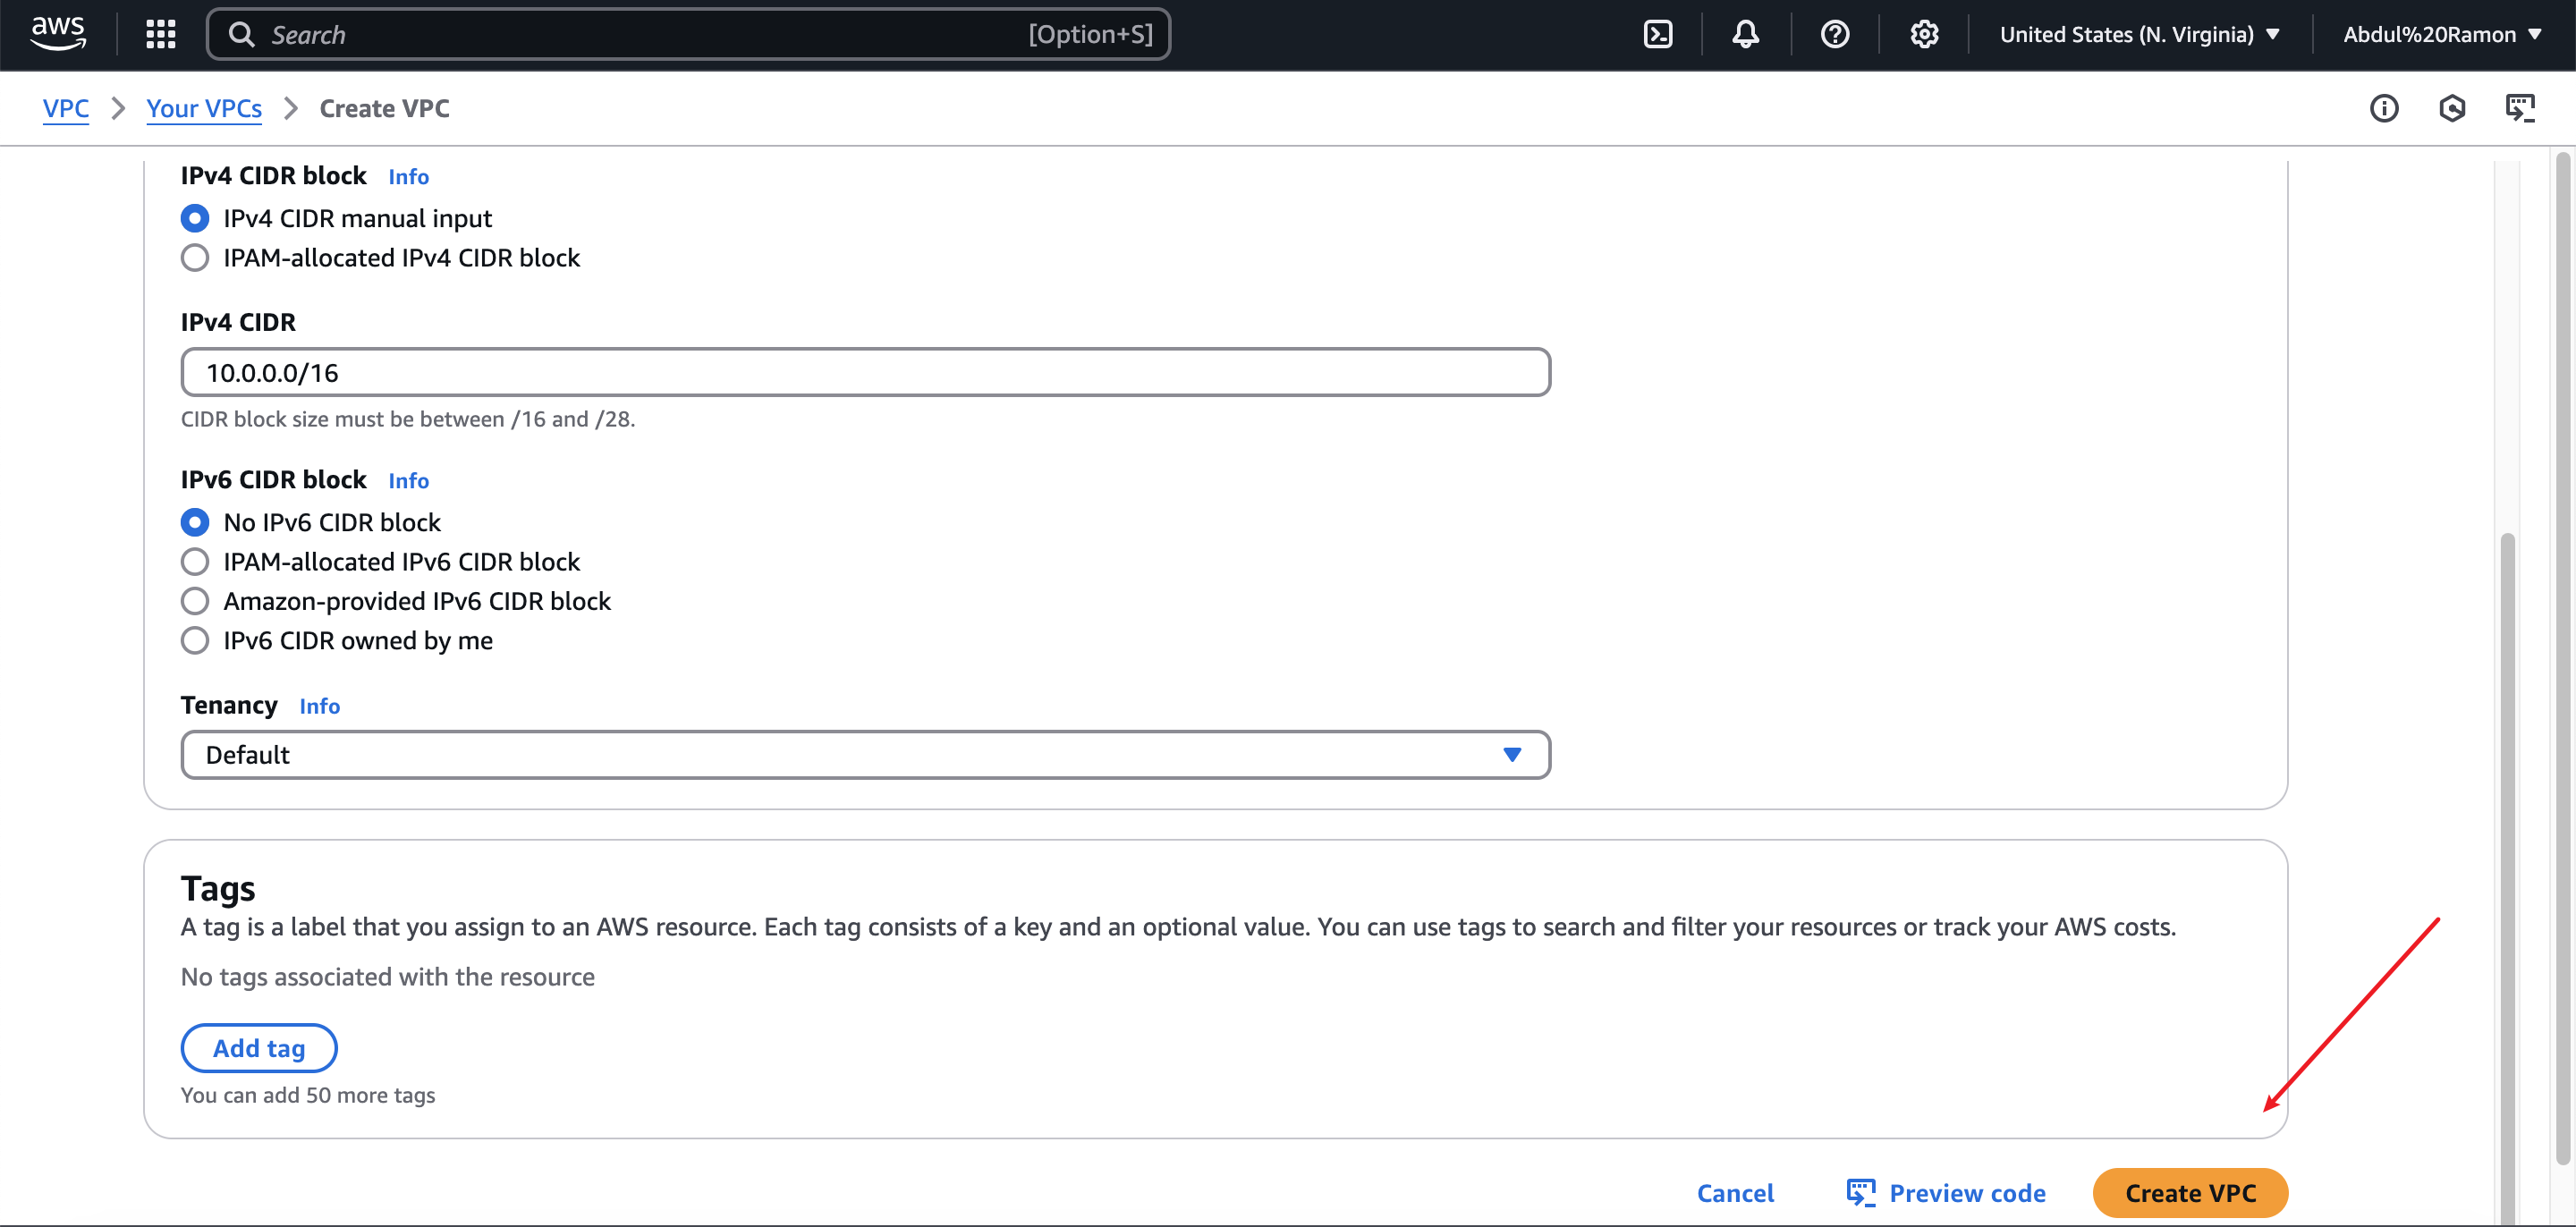 aws
Search [Option+S] United States (N. Virginia) Abdul%20Ramon
VPC Your VPCs Create VPC
IPv4 CIDR block Info
IPv4 CIDR manual input
IPAM-allocated IPv4 CIDR block
IPv4 CIDR
10.0.0.0/16
CIDR block size must be between /16 and /28.
IPv6 CIDR block Info
No IPv6 CIDR block
IPAM-allocated IPv6 CIDR block
Amazon-provided IPv6 CIDR block
IPv6 CIDR owned by me
Tenancy Info
Default
Tags
A tag is a label that you assign to an AWS resource. Each tag consists of a key and an optional value. You can use tags to search and filter your resources or track your AWS costs.
No tags associated with the resource
Add tag
You can add 50 more tags
Cancel Preview code Create VPC